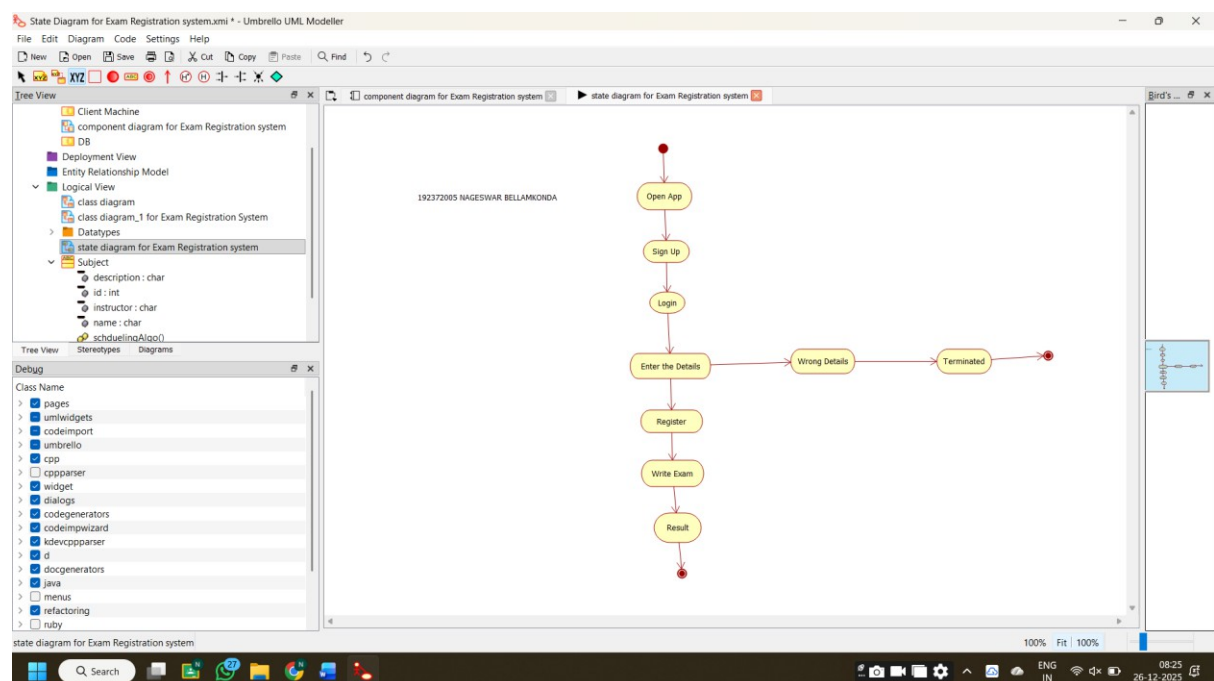 State Diagram for Exam Registration system.xmi * - Umbrello UML Modeller
File Edit Diagram Code Settings Help
New Open Save Cut Copy Paste Find
XYZ
Tree View
component diagram for Exam Registration system
state diagram for Exam Registration system
Bird's ...
Client Machine
component diagram for Exam Registration system
DB
Deployment View
Entity Relationship Model
Logical View
class diagram
class diagram_1 for Exam Registration System
Datatypes
state diagram for Exam Registration system
Subject
description : char
id : int
instructor : char
name : char
schduelingAlgo()
Tree View Stereotypes Diagrams
Debug
Class Name
pages
umlwidgets
codeimport
umbrello
cpp
cppparser
widget
dialogs
codegenerators
codeimpwizard
kdevcppparser
d
docgenerators
java
menus
refactoring
ruby
192372005 NAGESWAR BELLAMKONDA
Open App
Sign Up
Login
Enter the Details
Wrong Details
Terminated
Register
Write Exam
Result
state diagram for Exam Registration system
100% Fit 100%
Search
27
ENG
IN
08:25
26-12-2025